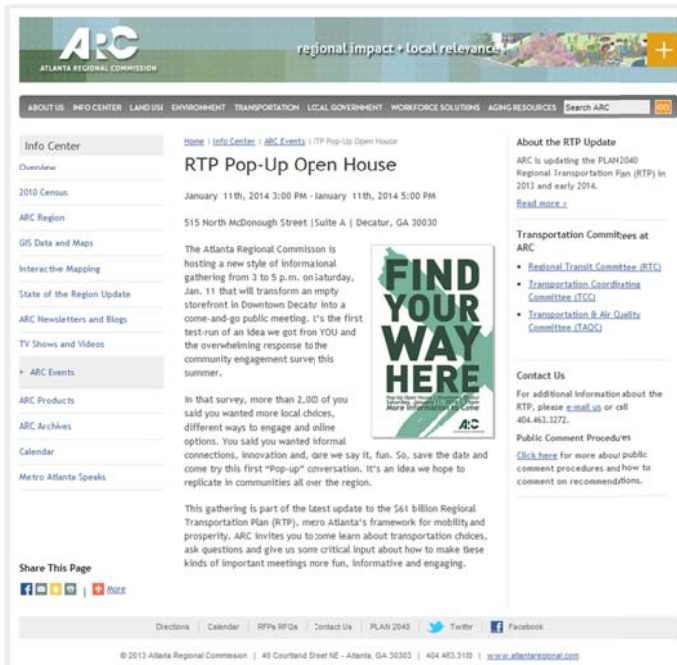 ARC
ATLANTA REGIONAL COMMISSION
regional impact + local relevance
ABOUT US INFO CENTER LAND USE ENVIRONMENT TRANSPORTATION LOCAL GOVERNMENT WORKFORCE SOLUTIONS AGING RESOURCES Search ARC GO
Info Center
Overview
2010 Census
ARC Region
GIS Data and Maps
Interactive Mapping
State of the Region Update
ARC Newsletters and Blogs
TV Shows and Videos
ARC Events
ARC Products
ARC Archives
Calendar
Metro Atlanta Speaks
Share This Page
More
Home | Info Center | ARC Events | RTP Pop-Up Open House
RTP Pop-Up Open House
January 11th, 2014 3:00 PM - January 11th, 2014 5:00 PM
515 North McDonough Street | Suite A | Decatur, GA 30030
The Atlanta Regional Commisson is
hosting a new style of informational
gathering from 3 to 5 p.m. on Saturday,
Jan. 11 that will transform an empty
storefront in Downtown Decatur into a
come-and-go public meeting. It's the first
test-run of an idea we got from YOU and
the overwhelming response to the
community engagement survey this
summer.
In that survey, more than 2,000 of you
said you wanted more local choices,
different ways to engage and online
options. You said you wanted informal
connections, innovation and, dare we say it, fun. So, save the date and
come try this first "Pop-up" conversation. It's an idea we hope to
replicate in communities all over the region.
This gathering is part of the latest update to the $61 billion Regional
Transportation Plan (RTP), metro Atlanta's framework for mobility and
prosperity. ARC invites you to come learn about transportation choices,
ask questions and give us some critical input about how to make these
kinds of important meetings more fun, informative and engaging.
FIND
YOUR
WAY
HERE
More Information to Come
ARC
About the RTP Update
ARC is updating the PLAN2040
Regional Transportation Plan (RTP) in
2013 and early 2014.
Read more >
Transportation Committees at
ARC
Regional Transit Committee (RTC)
Transportation Coordinating
Committee (TCC)
Transportation & Air Quality
Committee (TAQC)
Contact Us
For additional information about the
RTP, please e-mail us or call
404.463.3272.
Public Comment Procedures
Click here for more about public
comment procedures and how to
comment on recommendations.
Directions | Calendar | RFPs RFQs | Contact Us | PLAN 2040 | Twitter | Facebook
© 2013 Atlanta Regional Commission | 40 Courtland Street NE - Atlanta, GA 30303 | 404.463.3100 | www.atlantaregional.com